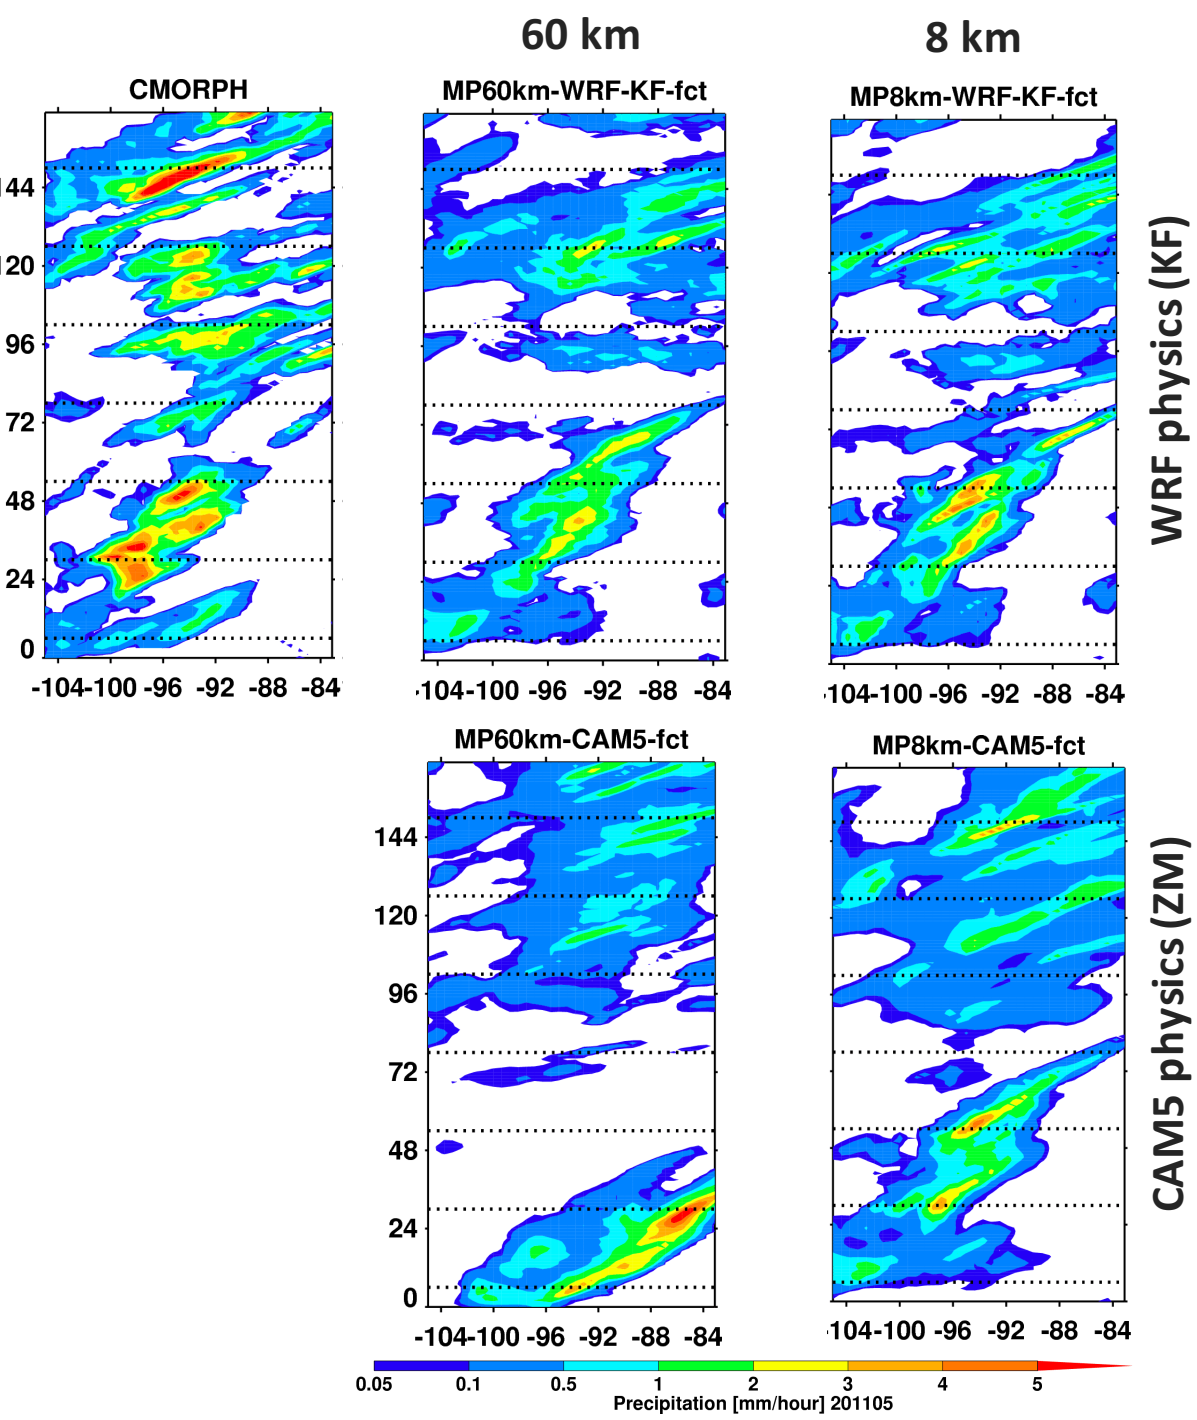 60 km
8 km
CMORPH
MP60km-WRF-KF-fct
MP8km-WRF-KF-fct
144
120
96
72
48
24
0
-104-100 -96 -92 -88 -84
-104-100 -96 -92 -88 -84
-104-100 -96 -92 -88 -84
WRF physics (KF)
MP60km-CAM5-fct
MP8km-CAM5-fct
144
120
96
72
48
24
0
-104-100 -96 -92 -88 -84
-104-100 -96 -92 -88 -84
CAM5 physics (ZM)
0.05 0.1 0.5 1 2 3 4 5
Precipitation [mm/hour] 201105